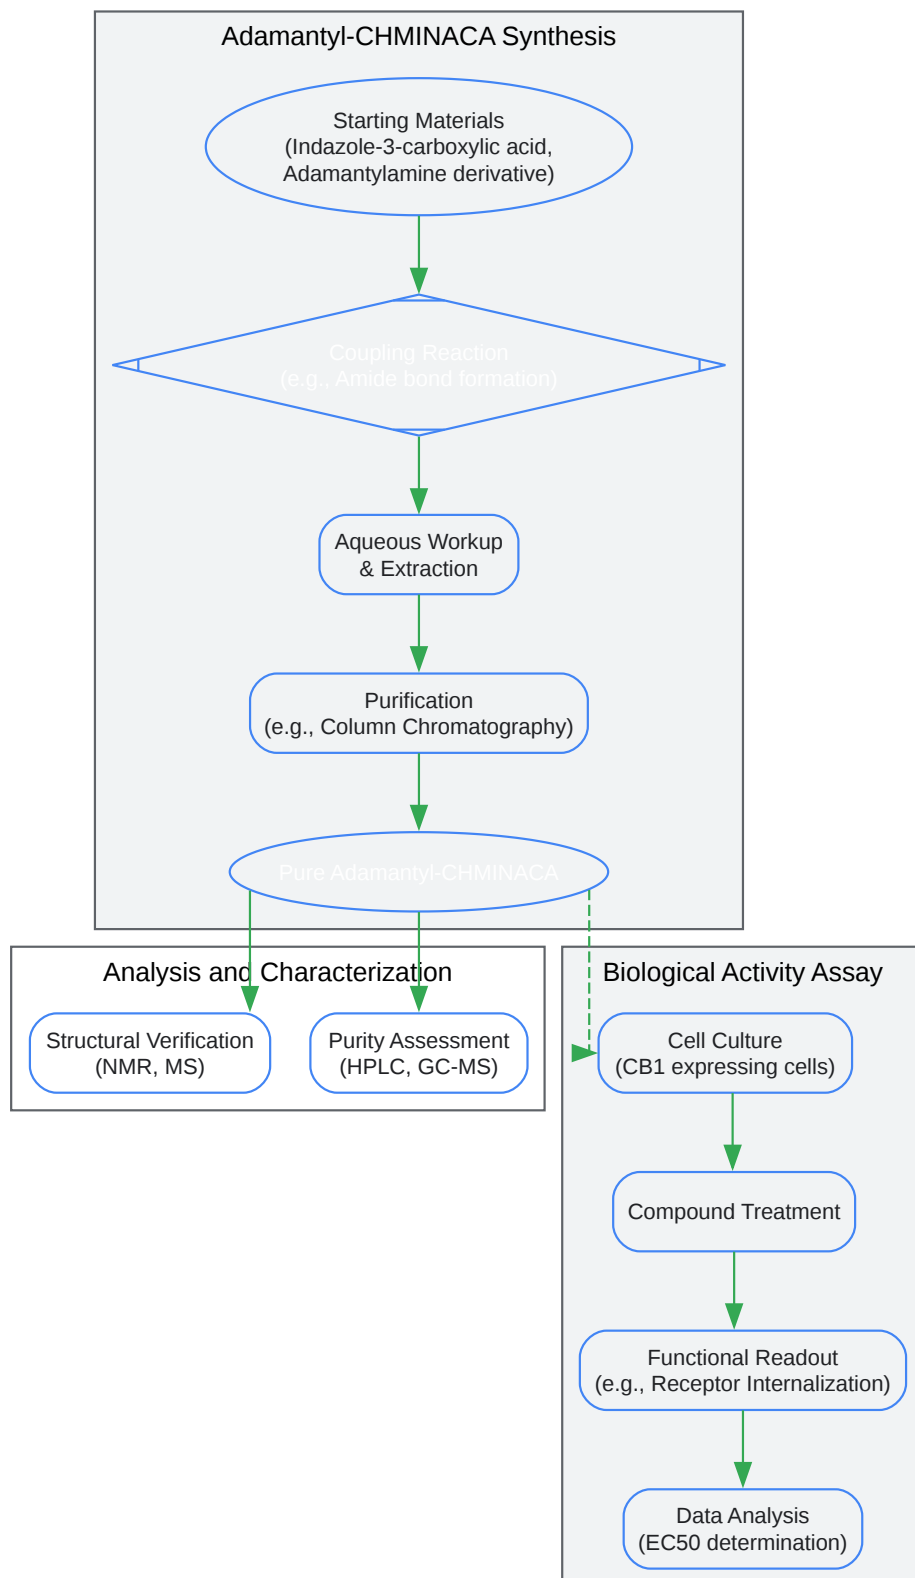 Adamantyl-CHMINACA Synthesis
Starting Materials
(Indazole-3-carboxylic acid,
Adamantylamine derivative)
Coupling Reaction
(e.g., Amide bond formation)
Aqueous Workup
& Extraction
Purification
(e.g., Column Chromatography)
Pure Adamantyl-CHMINACA
Analysis and Characterization
Structural Verification
(NMR, MS)
Purity Assessment
(HPLC, GC-MS)
Biological Activity Assay
Cell Culture
(CB1 expressing cells)
Compound Treatment
Functional Readout
(e.g., Receptor Internalization)
Data Analysis
(EC50 determination)